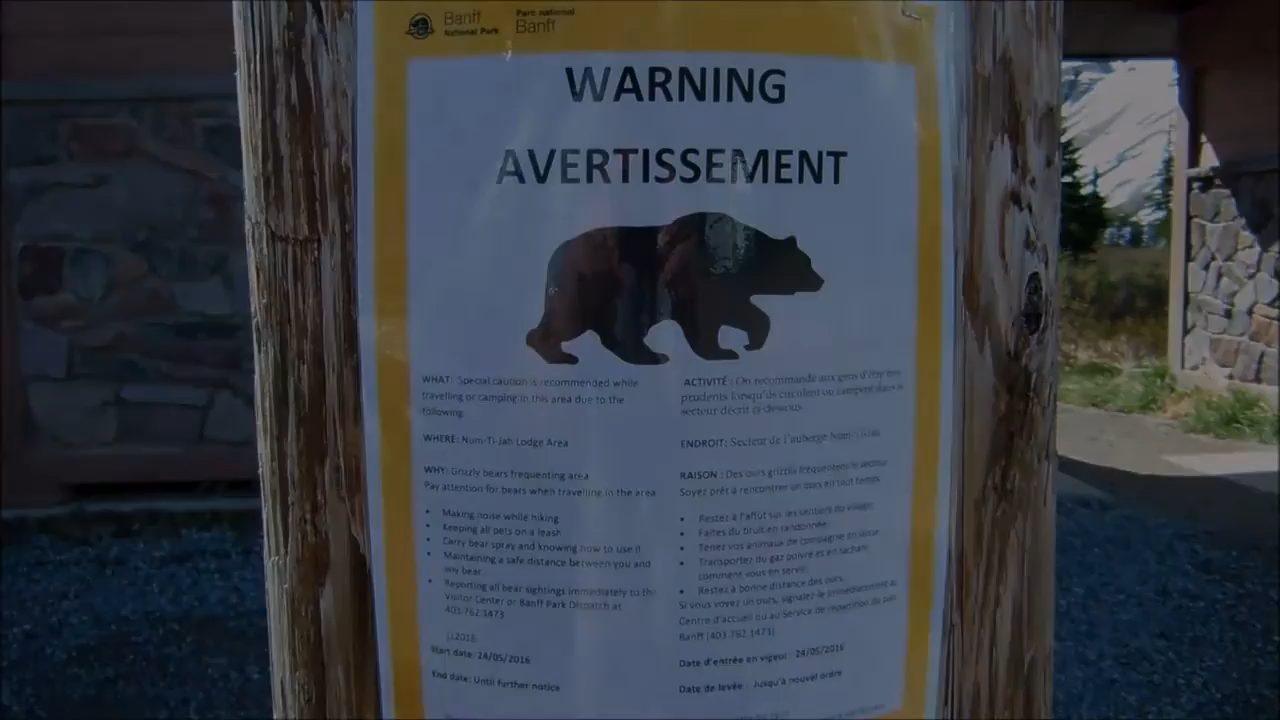 Banff
National Park
Parc national
Banff
WARNING
AVERTISSEMENT
WHAT: Special caution is recommended while
travelling or camping in this area due to the
following.
WHERE: Num-Ti-Jah Lodge Area
WHY: Grizzly bears frequenting area
Pay attention for bears when travelling in the area
• Making noise while hiking
• Keeping all pets on a leash
• Carry bear spray and knowing how to use it
• Maintaining a safe distance between you and
any bear
• Reporting all bear sightings immediately to the
Visitor Center or Banff Park Dispatch at
403.762.1473
Start date: 24/05/2016
End date: Until further notice
ACTIVITÉ : On recommande aux gens d'être très
prudents lorsqu'ils circulent ou campent dans le
secteur décrit ci-dessous.
ENDROIT: Secteur de l'auberge
RAISON : Des ours grizzlis fréquentent le secteur
Soyez prêt à rencontrer un ours en tout temps
• Restez à l'affût sur les sentiers du village
• Faites du bruit en randonnée
• Tenez vos animaux de compagnie en laisse
• Transportez du gaz poivré et en sachant
comment vous en servir
• Restez à bonne distance des ours
Si vous voyez un ours, signalez-le immédiatement au
Centre d'accueil ou au Service de répartition du parc
Banff (403.762.1473)
Date d'entrée en vigeur : 24/05/2016
Date de levée : Jusqu'à nouvel ordre